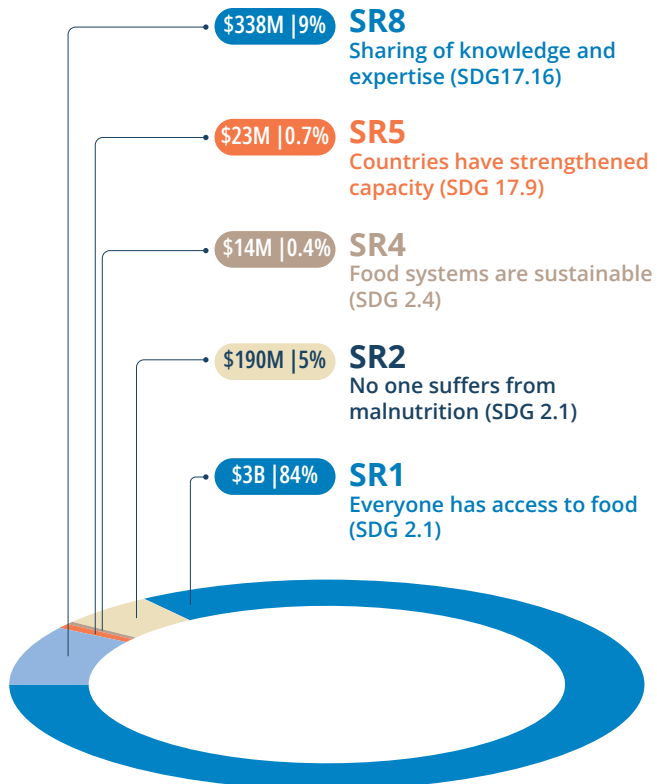 $338M |9%
SR8
Sharing of knowledge and
expertise (SDG17.16)
$23M |0.7%
SR5
Countries have strengthened
capacity (SDG 17.9)
$14M |0.4%
SR4
Food systems are sustainable
(SDG 2.4)
$190M |5%
SR2
No one suffers from
malnutrition (SDG 2.1)
$3B |84%
SR1
Everyone has access to food
(SDG 2.1)